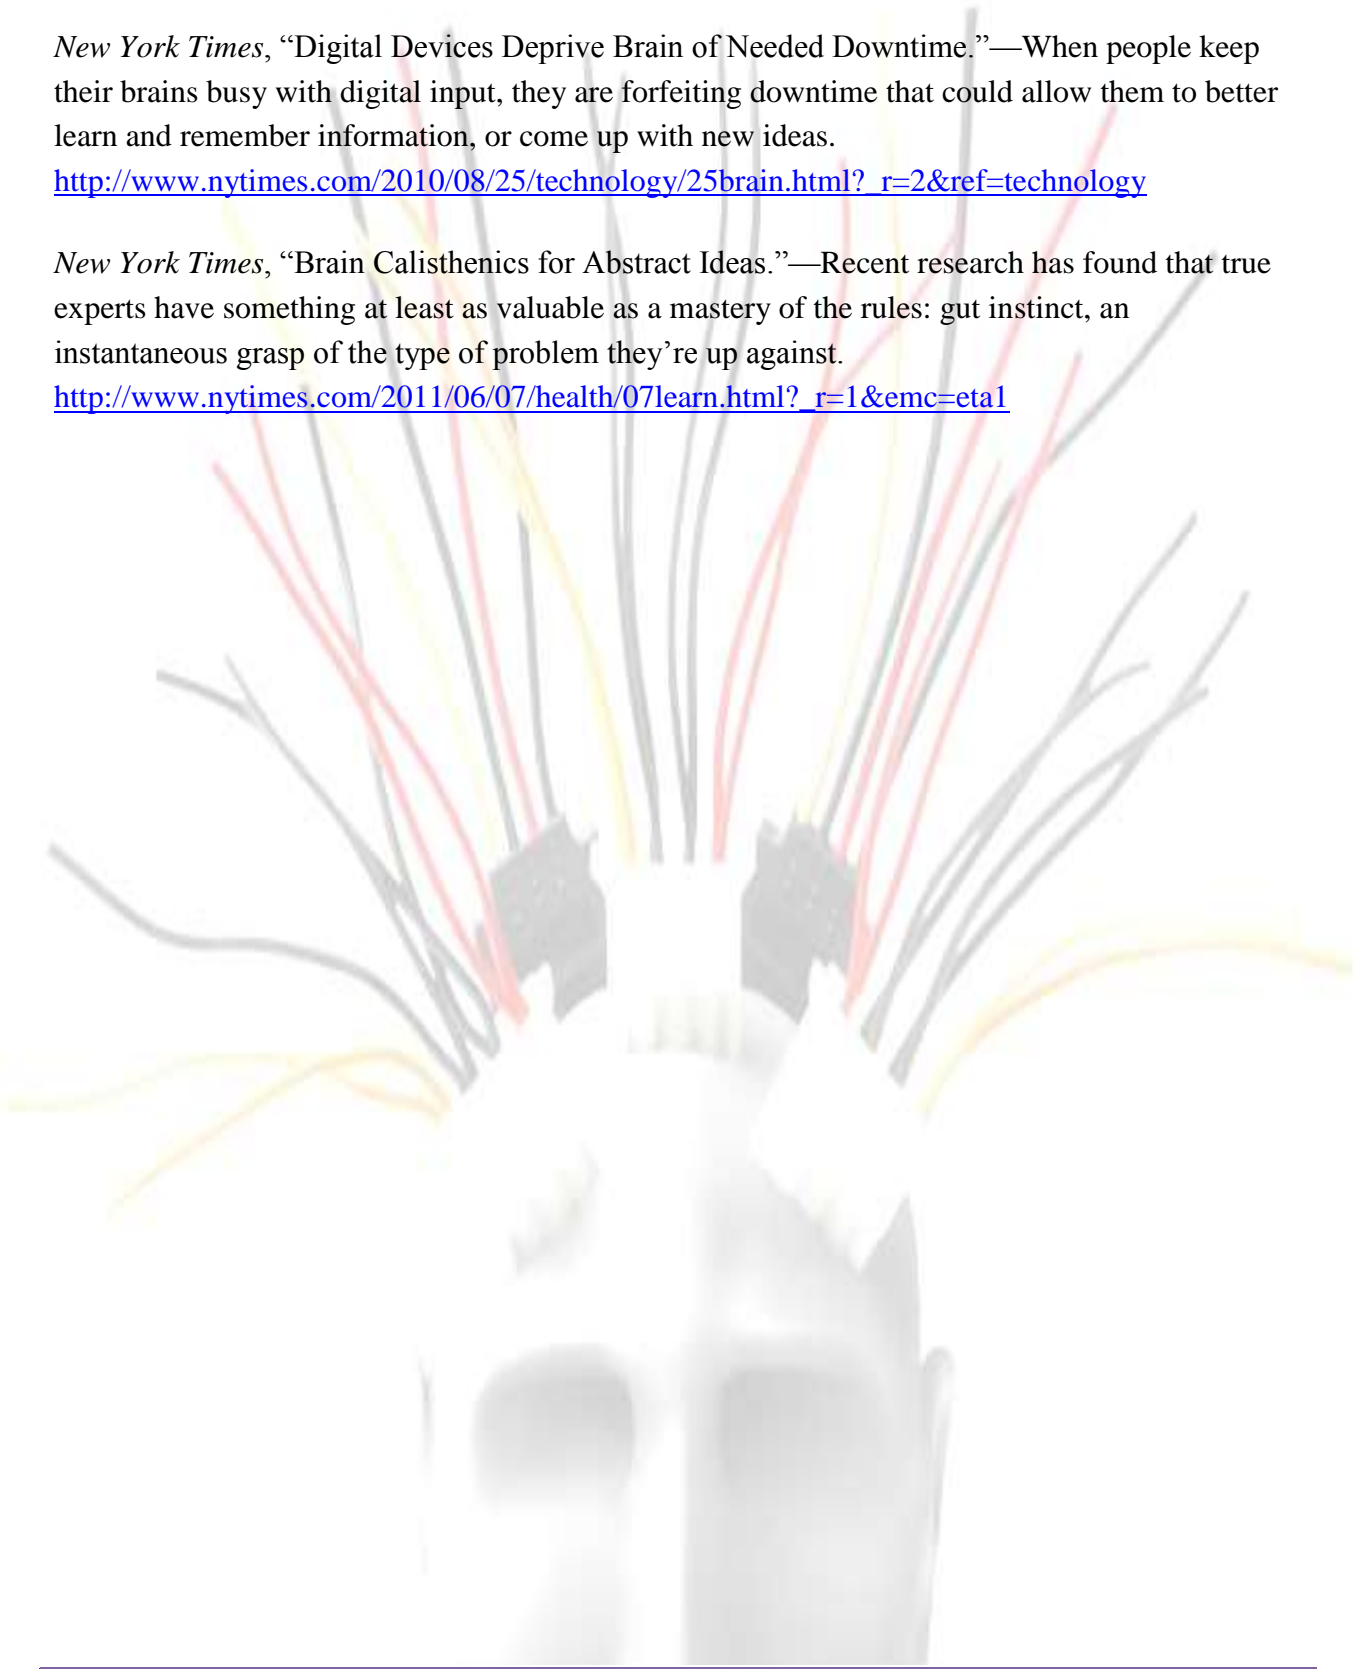 New York Times, “Digital Devices Deprive Brain of Needed Downtime.”—When people keep
their brains busy with digital input, they are forfeiting downtime that could allow them to better
learn and remember information, or come up with new ideas.
http://www.nytimes.com/2010/08/25/technology/25brain.html?_r=2&ref=technology
New York Times, “Brain Calisthenics for Abstract Ideas.”—Recent research has found that true
experts have something at least as valuable as a mastery of the rules: gut instinct, an
instantaneous grasp of the type of problem they’re up against.
http://www.nytimes.com/2011/06/07/health/07learn.html?_r=1&emc=eta1